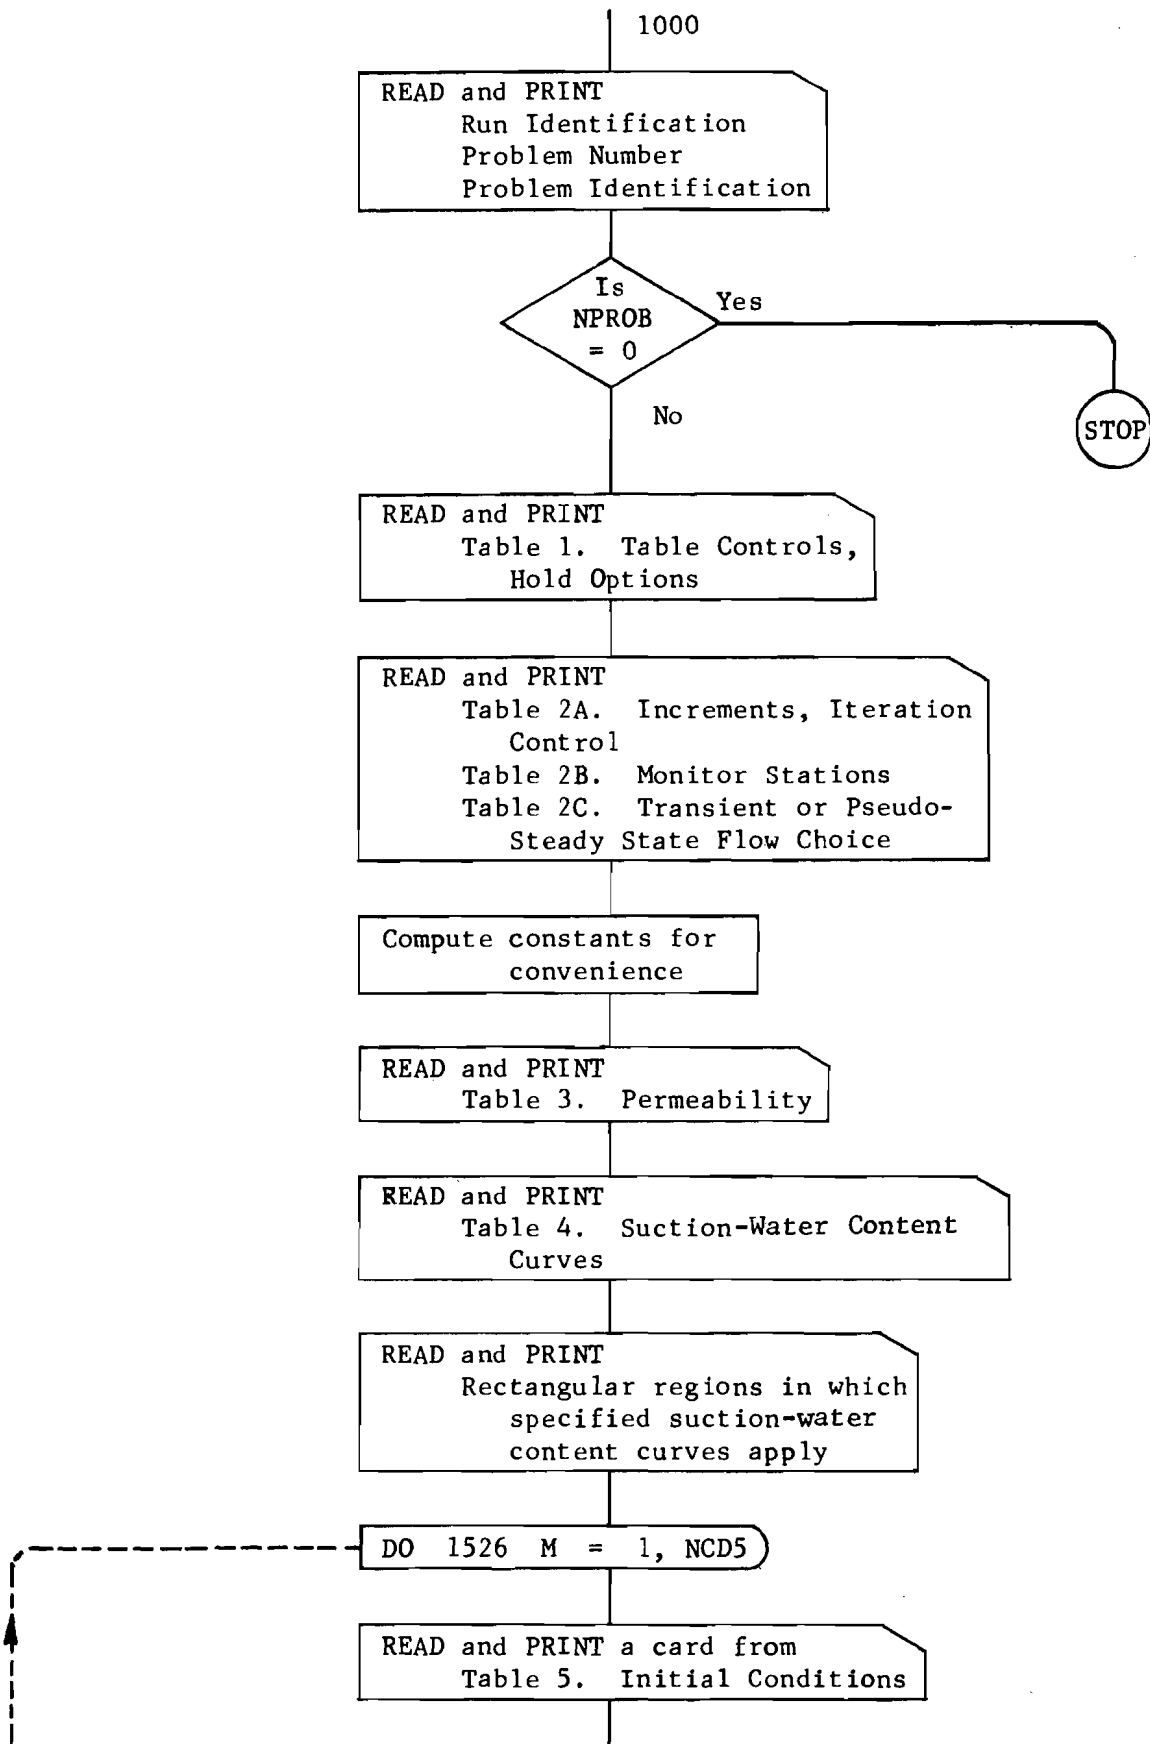 1000
READ and PRINT
Run Identification
Problem Number
Problem Identification
Is
NPROB
= 0
Yes
No
STOP
READ and PRINT
Table 1. Table Controls,
Hold Options
READ and PRINT
Table 2A. Increments, Iteration
Control
Table 2B. Monitor Stations
Table 2C. Transient or Pseudo-
Steady State Flow Choice
Compute constants for
convenience
READ and PRINT
Table 3. Permeability
READ and PRINT
Table 4. Suction-Water Content
Curves
READ and PRINT
Rectangular regions in which
specified suction-water
content curves apply
DO 1526 M = 1, NCD5
READ and PRINT a card from
Table 5. Initial Conditions